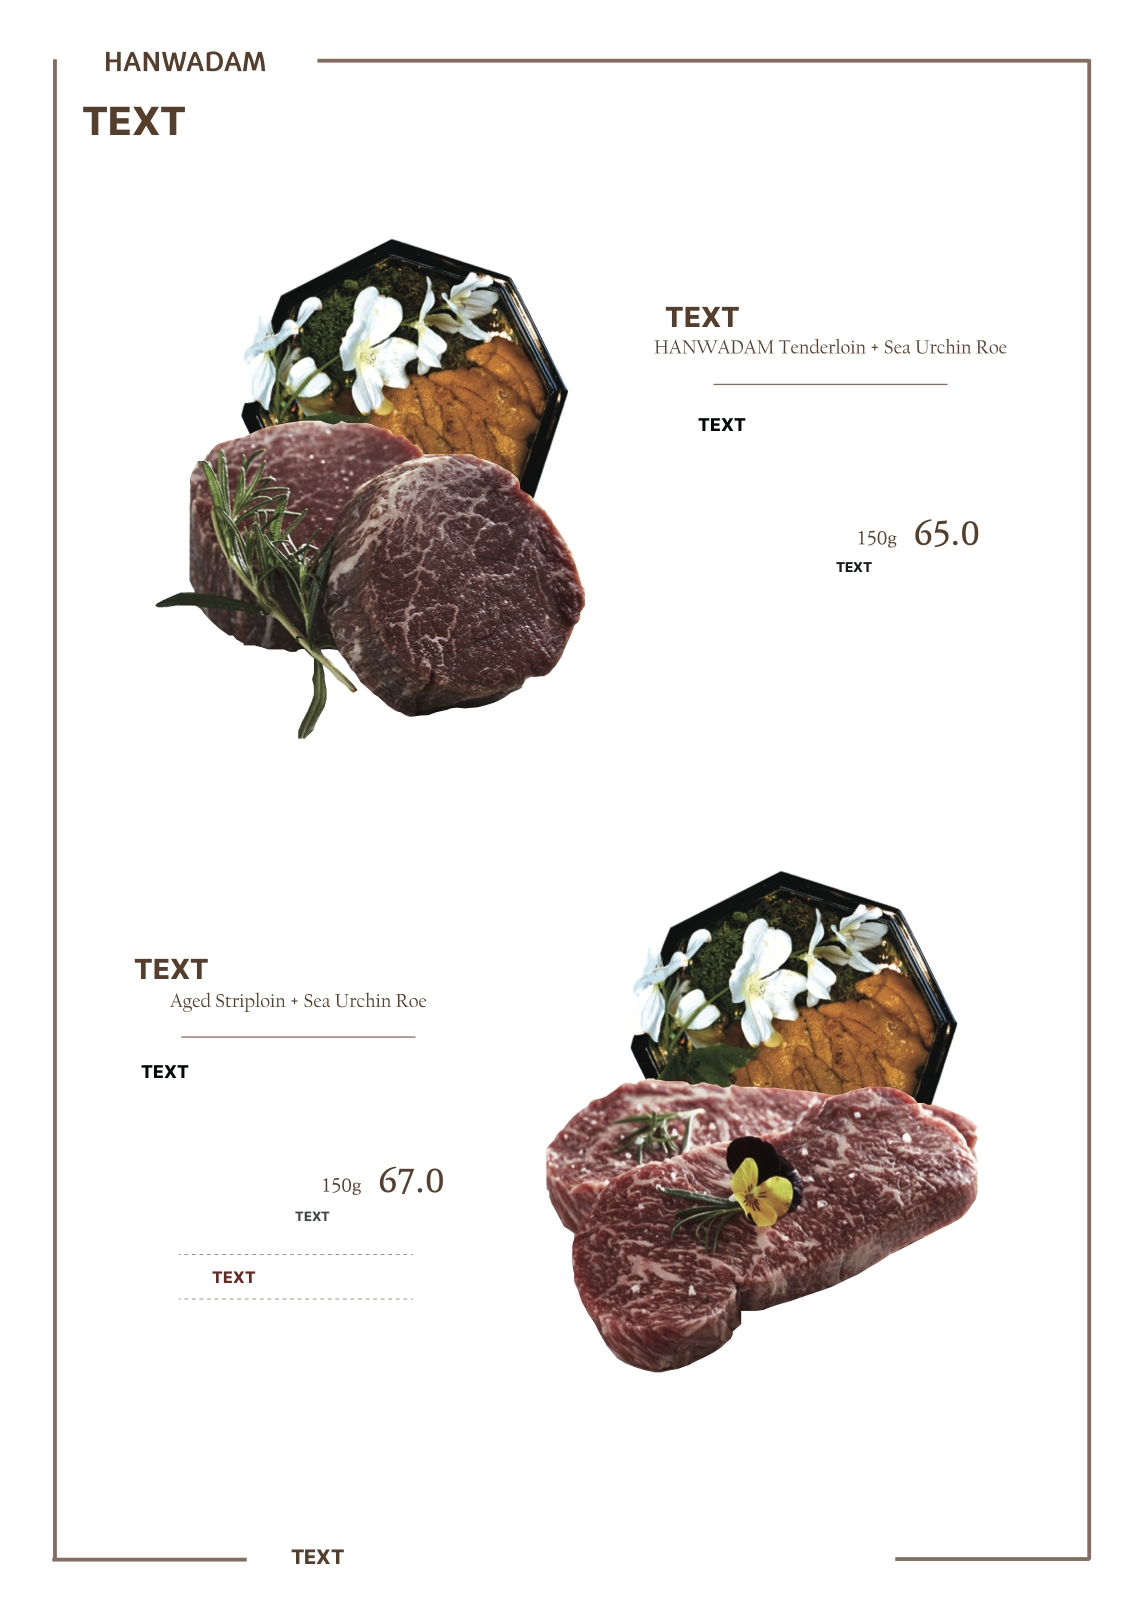 HANWADAM
TEXT
TEXT
HANWADAM Tenderloin + Sea Urchin Roe
TEXT
150g 65.0
TEXT
TEXT
Aged Striploin + Sea Urchin Roe
TEXT
150g 67.0
TEXT
TEXT
TEXT